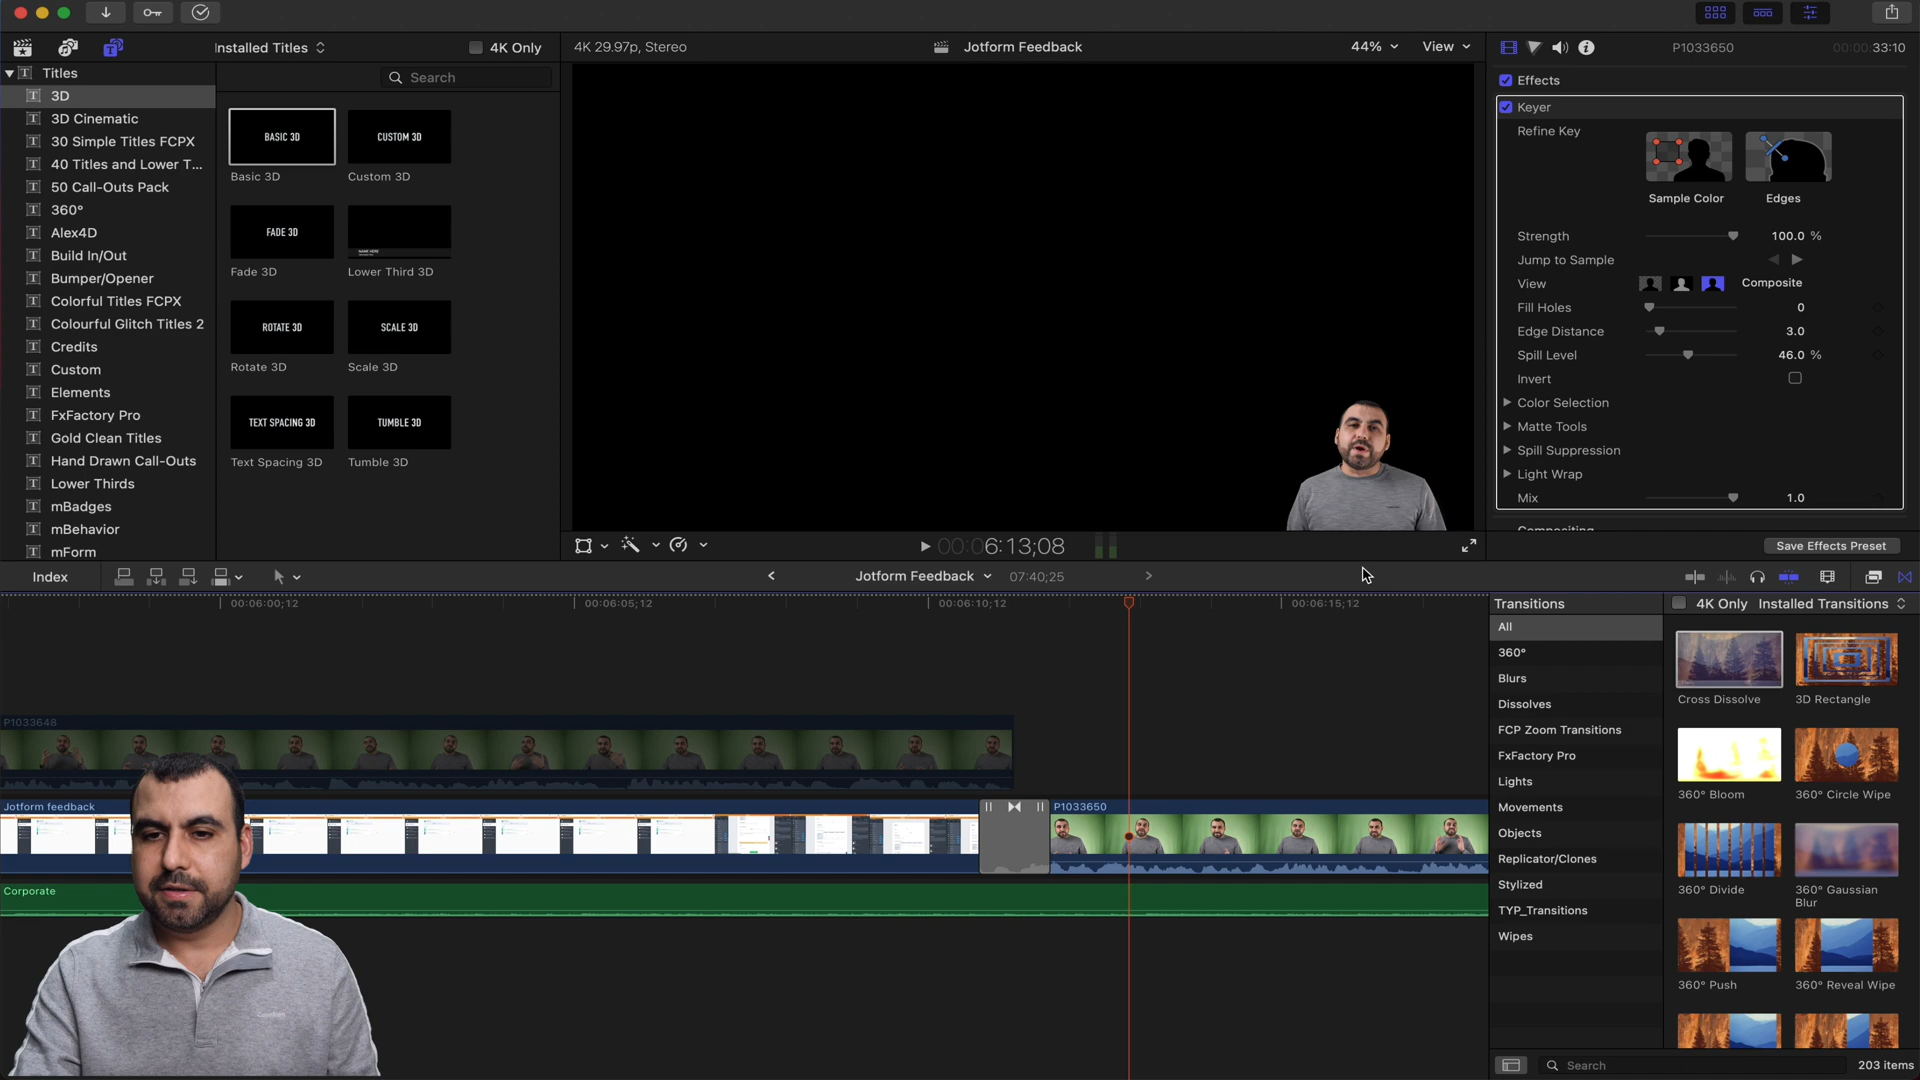 Installed Titles
4K Only
4K 29.97p, Stereo
Jotform Feedback
44%
View
P1033650
00:00:33:10
Titles
Search
Effects
3D
3D Cinematic
30 Simple Titles FCPX
40 Titles and Lower T...
50 Call-Outs Pack
360°
Alex4D
Build In/Out
Bumper/Opener
Colorful Titles FCPX
Colourful Glitch Titles 2
Credits
Custom
Elements
FxFactory Pro
Gold Clean Titles
Hand Drawn Call-Outs
Lower Thirds
mBadges
mBehavior
mForm
BASIC 3D
CUSTOM 3D
Basic 3D
Custom 3D
FADE 3D
NAME HERE
Fade 3D
Lower Third 3D
ROTATE 3D
SCALE 3D
Rotate 3D
Scale 3D
TEXT SPACING 3D
TUMBLE 3D
Text Spacing 3D
Tumble 3D
Keyer
Refine Key
Sample Color
Edges
Strength
100.0 %
Jump to Sample
View
Composite
Fill Holes
0
Edge Distance
3.0
Spill Level
46.0 %
Invert
Color Selection
Matte Tools
Spill Suppression
Light Wrap
Mix
1.0
Compositing
Save Effects Preset
00:00:6:13;08
Index
Jotform Feedback
07:40;25
00:06:00;12
00:06:05;12
00:06:10;12
00:06:15;12
P1033648
Jotform feedback
P1033650
Corporate
Transitions
4K Only
Installed Transitions
All
360°
Blurs
Dissolves
FCP Zoom Transitions
FxFactory Pro
Lights
Movements
Objects
Replicator/Clones
Stylized
TYP_Transitions
Wipes
Cross Dissolve
3D Rectangle
360° Bloom
360° Circle Wipe
360° Divide
360° Gaussian
Blur
360° Push
360° Reveal Wipe
Search
203 items